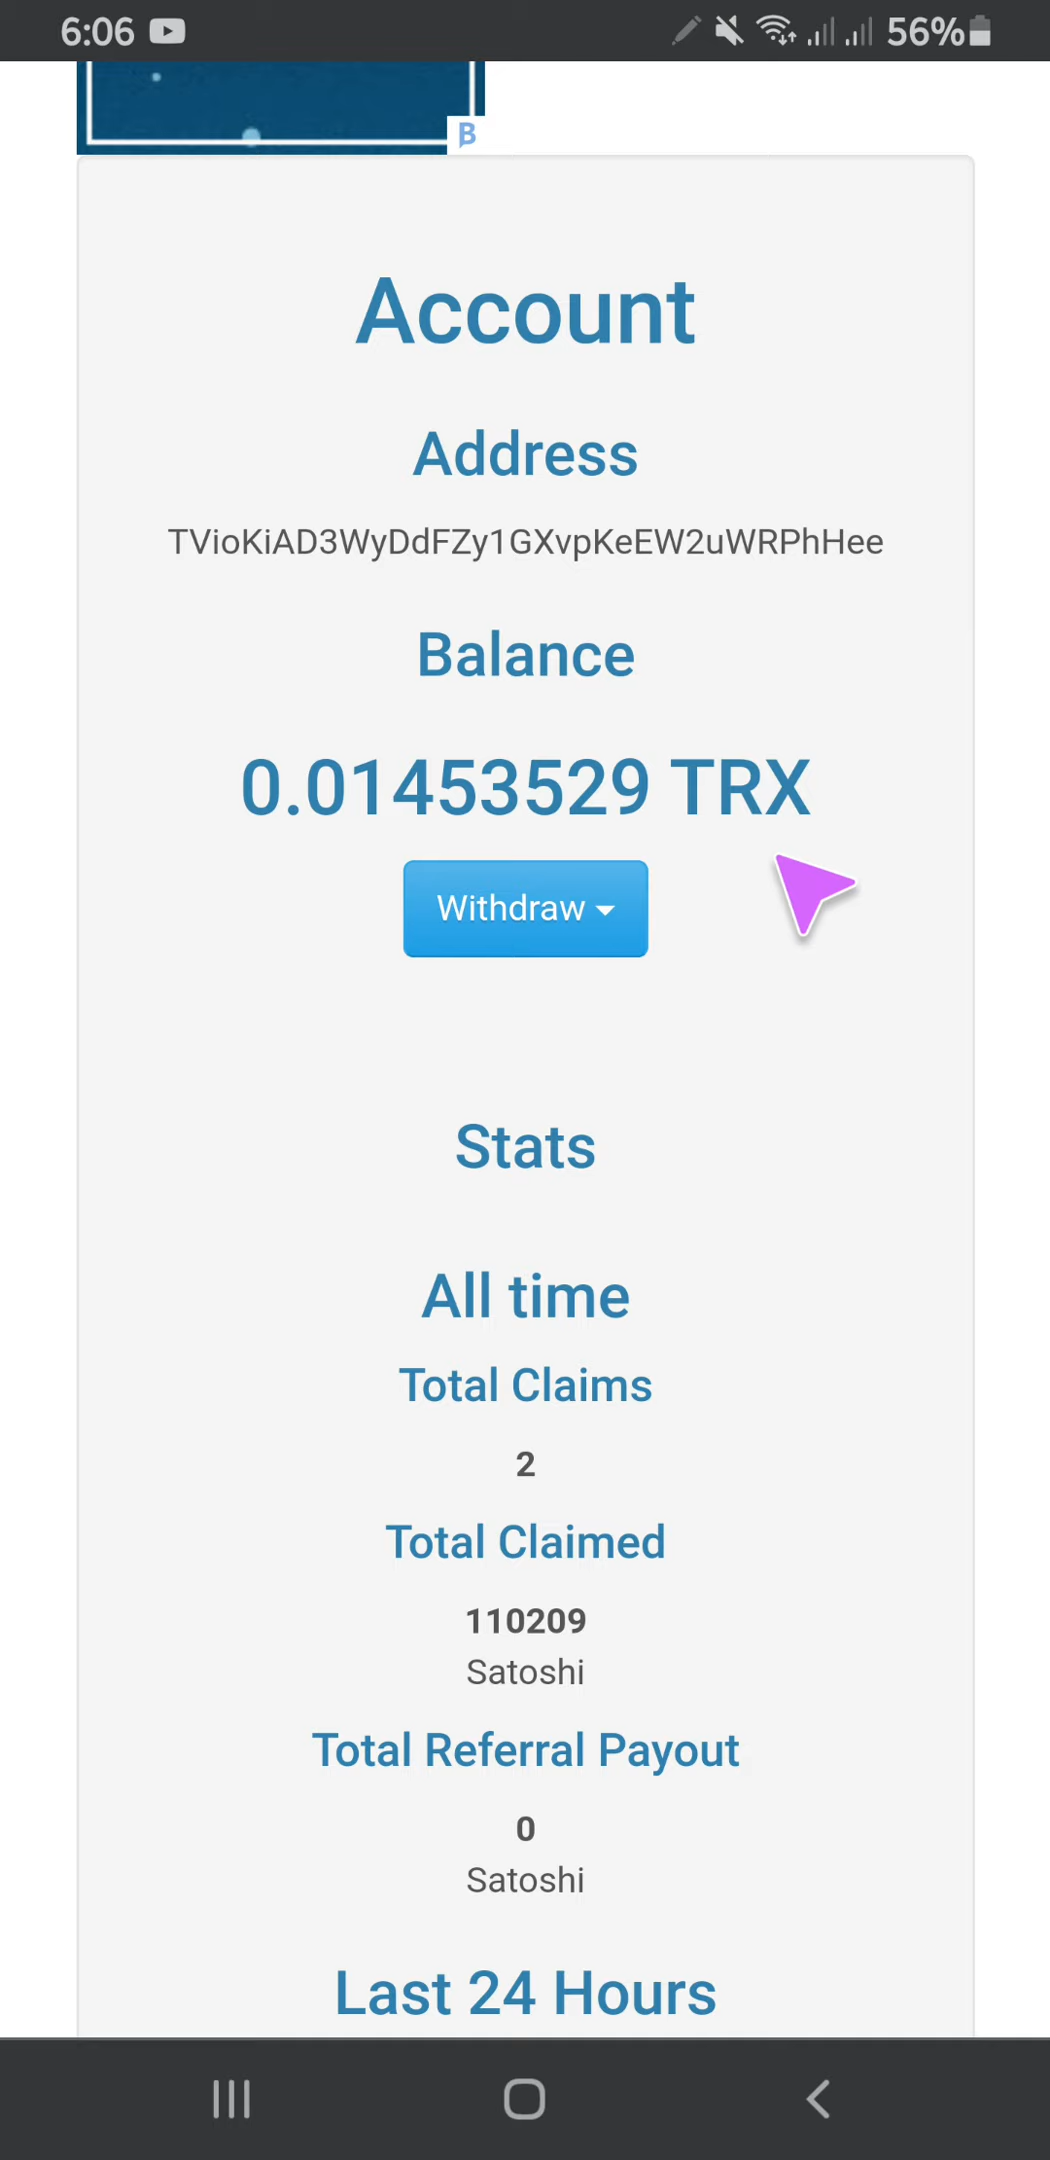 6:06
56%
B
Account
Address
TVioKiAD3WyDdFZy1GXvpKeEW2uWRPhHee
Balance
0.01453529 TRX
Withdraw
Stats
All time
Total Claims
2
Total Claimed
110209
Satoshi
Total Referral Payout
0
Satoshi
Last 24 Hours